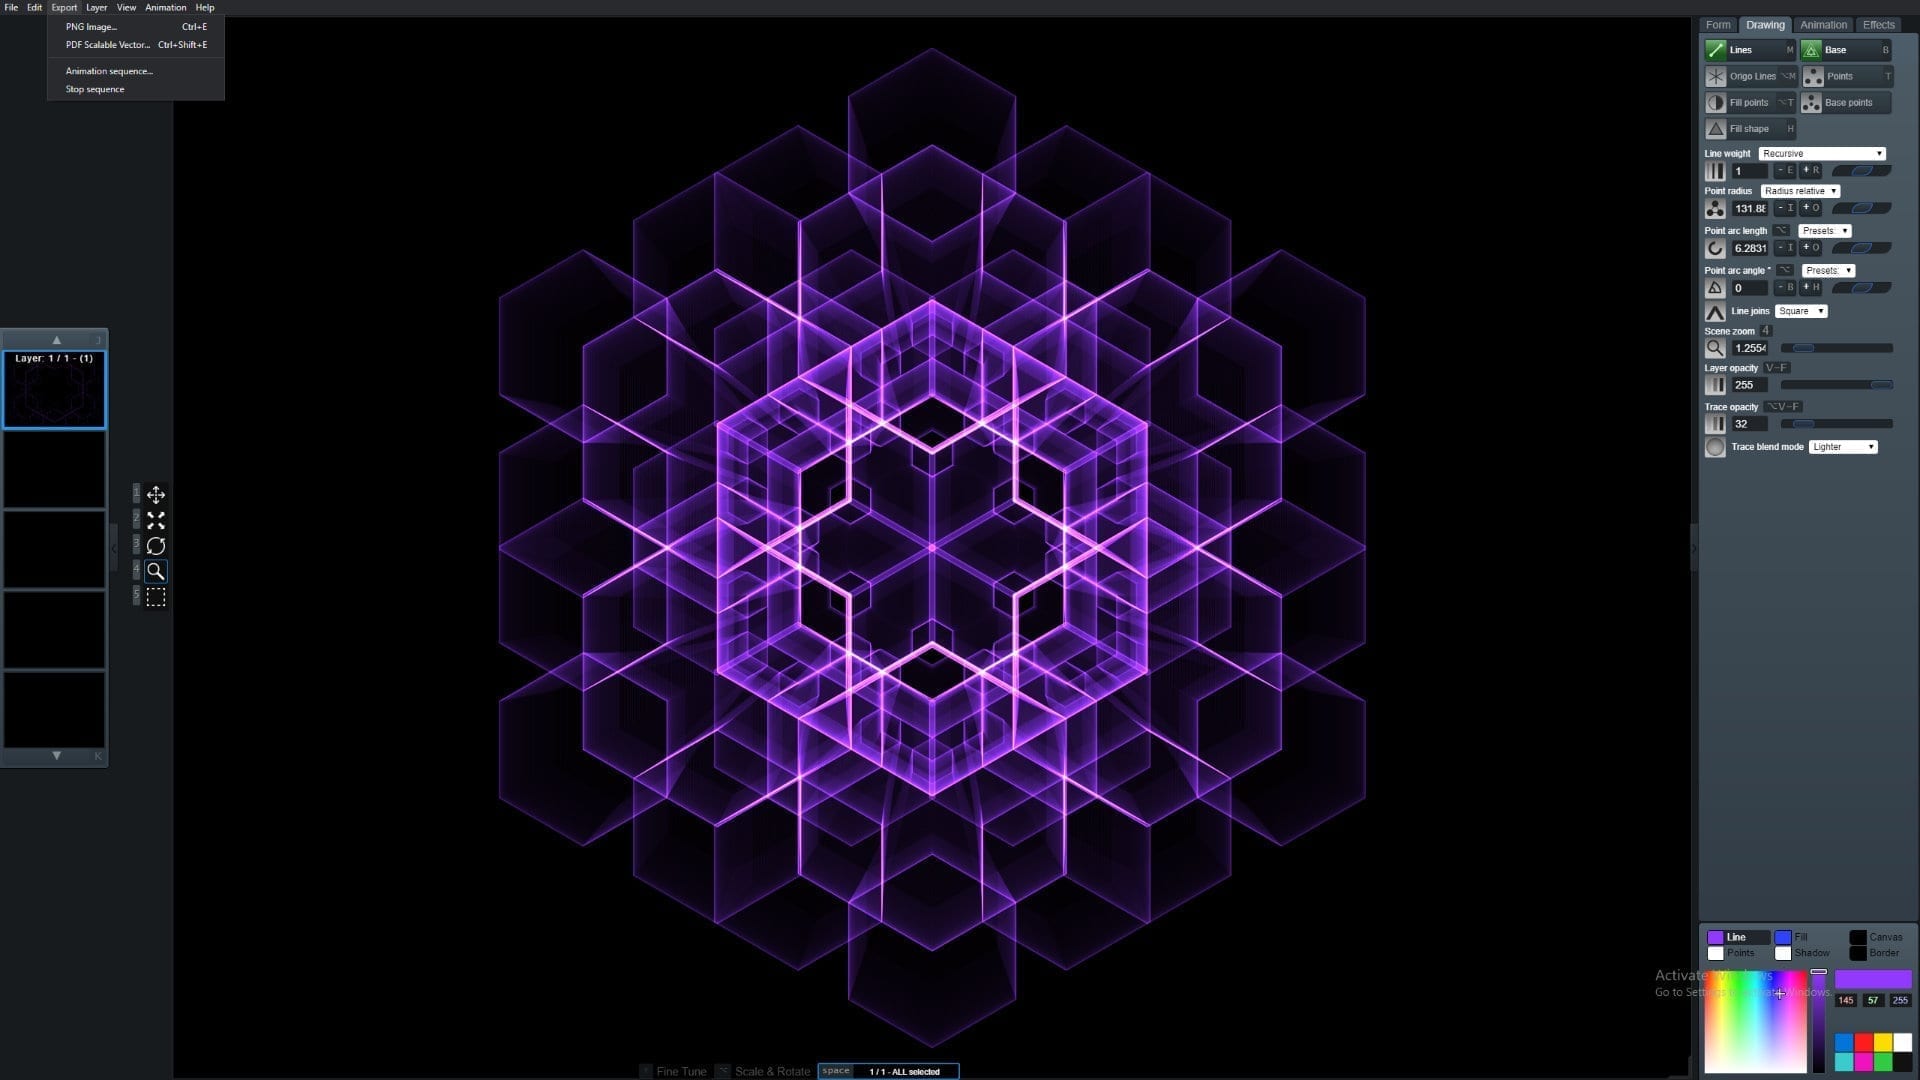 File Edit Export Layer View Animation Help
PNG Image... Ctrl+E
PDF Scalable Vector... Ctrl+Shift+E
Animation sequence...
Stop sequence
J
Layer: 1 / 1 - (1)
K
1
2
3
4
5
Form Drawing Animation Effects
Lines M Base B
Origo Lines ⌥M Points T
Fill points ⌥T Base points
Fill shape H
Line weight Recursive
1 - E + R
Point radius Radius relative
131.88 - I + O
Point arc length ⌥ Presets:
6.2831 - I + O
Point arc angle ° ⌥ Presets:
0 - B + H
Line joins Square
Scene zoom 4
1.2554
Layer opacity V–F
255
Trace opacity ⌥V–F
32
Trace blend mode Lighter
Line Fill Canvas
Points Shadow Border
Activate Windows
Go to Settings to activate Windows.
145 57 255
Fine Tune ⌥ Scale & Rotate space 1 / 1 - ALL selected